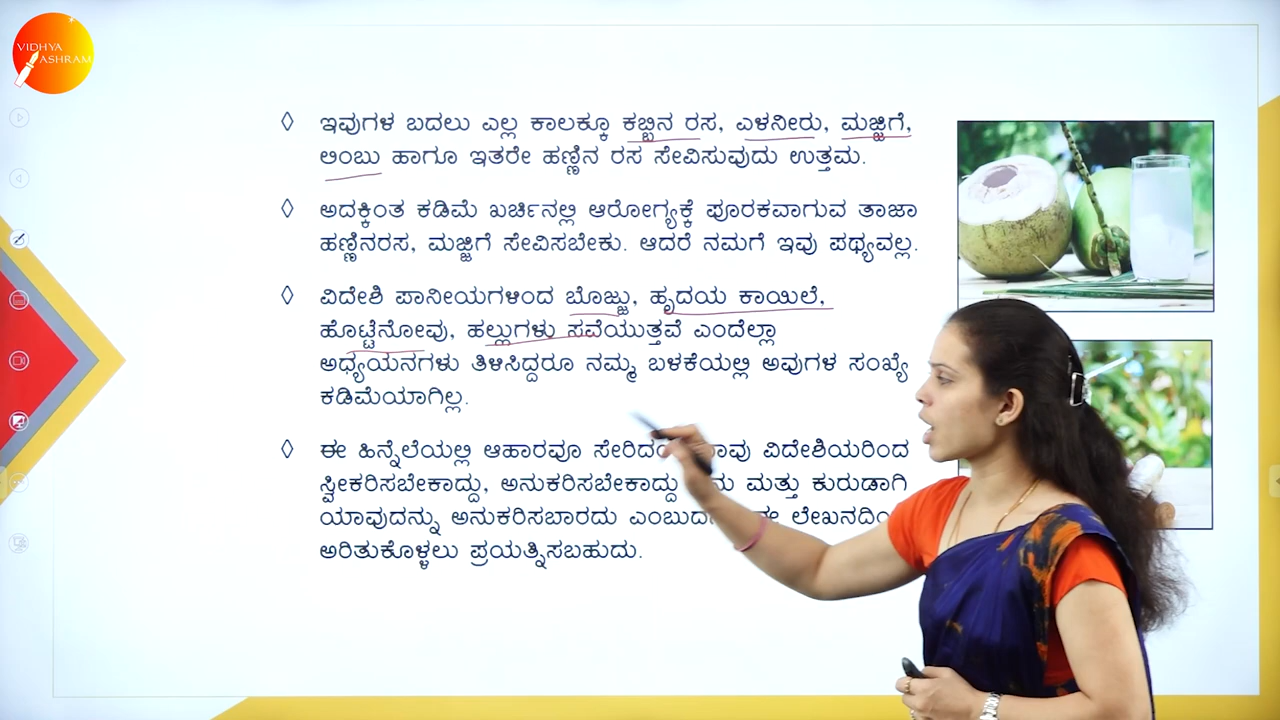 VIDHYA
ASHRAM
◊ ಇವುಗಳ ಬದಲು ಎಲ್ಲ ಕಾಲಕ್ಕೂ ಕಬ್ಬಿನ ರಸ, ಎಳನೀರು, ಮಜ್ಜಿಗೆ,
ಲಿಂಬು ಹಾಗೂ ಇತರೇ ಹಣ್ಣಿನ ರಸ ಸೇವಿಸುವುದು ಉತ್ತಮ.
◊ ಅದಕ್ಕಿಂತ ಕಡಿಮೆ ಖರ್ಚಿನಲ್ಲಿ ಆರೋಗ್ಯಕ್ಕೆ ಪೂರಕವಾಗುವ ತಾಜಾ
ಹಣ್ಣಿನರಸ, ಮಜ್ಜಿಗೆ ಸೇವಿಸಬೇಕು. ಆದರೆ ನಮಗೆ ಇವು ಪಥ್ಯವಲ್ಲ.
◊ ವಿದೇಶಿ ಪಾನೀಯಗಳಿಂದ ಬೊಜ್ಜು, ಹೃದಯ ಕಾಯಿಲೆ,
ಹೊಟ್ಟೆನೋವು, ಹಲ್ಲುಗಳು ಸವೆಯುತ್ತವೆ ಎಂದೆಲ್ಲಾ
ಅಧ್ಯಯನಗಳು ತಿಳಿಸಿದ್ದರೂ ನಮ್ಮ ಬಳಕೆಯಲ್ಲಿ ಅವುಗಳ ಸಂಖ್ಯೆ
ಕಡಿಮೆಯಾಗಿಲ್ಲ.
◊ ಈ ಹಿನ್ನೆಲೆಯಲ್ಲಿ ಆಹಾರವೂ ವಿದೇಶಿಯರಿಂದ
ಸ್ವೀಕರಿಸಬೇಕಾದ್ದು, ಅನುಕರಿಸಬೇಕಾದ್ದು ಮತ್ತು ಕುರುಡಾಗಿ
ಯಾವುದನ್ನು ಅನುಕರಿಸಬಾರದು
ಅರಿತುಕೊಳ್ಳಲು ಪ್ರಯತ್ನಿಸಬಹುದು.